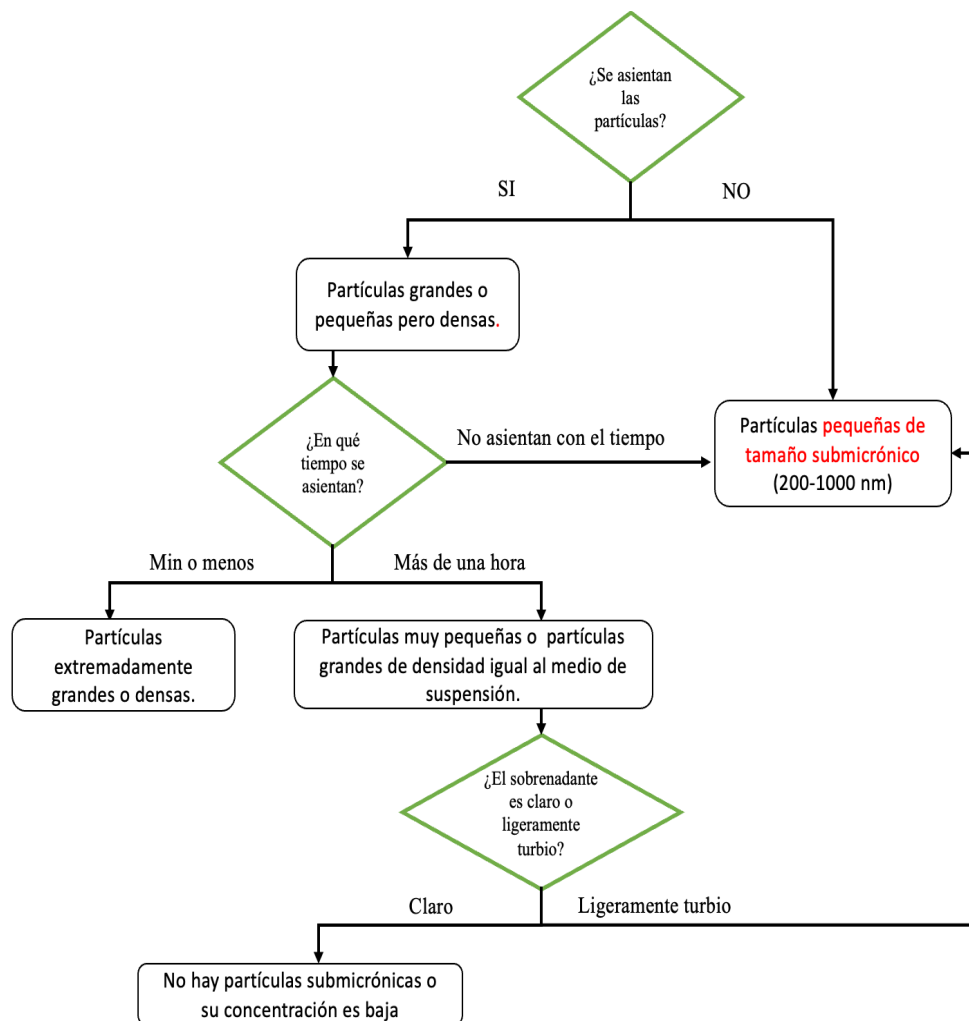 ¿Se asientan
las
partículas?
SI
NO
Partículas grandes o
pequeñas pero densas.
¿En qué
tiempo se
asientan?
No asientan con el tiempo
Partículas pequeñas de
tamaño submicrónico
(200-1000 nm)
Min o menos
Más de una hora
Partículas
extremadamente
grandes o densas.
Partículas muy pequeñas o partículas
grandes de densidad igual al medio de
suspensión.
¿El sobrenadante
es claro o
ligeramente
turbio?
Claro
Ligeramente turbio
No hay partículas submicrónicas o
su concentración es baja